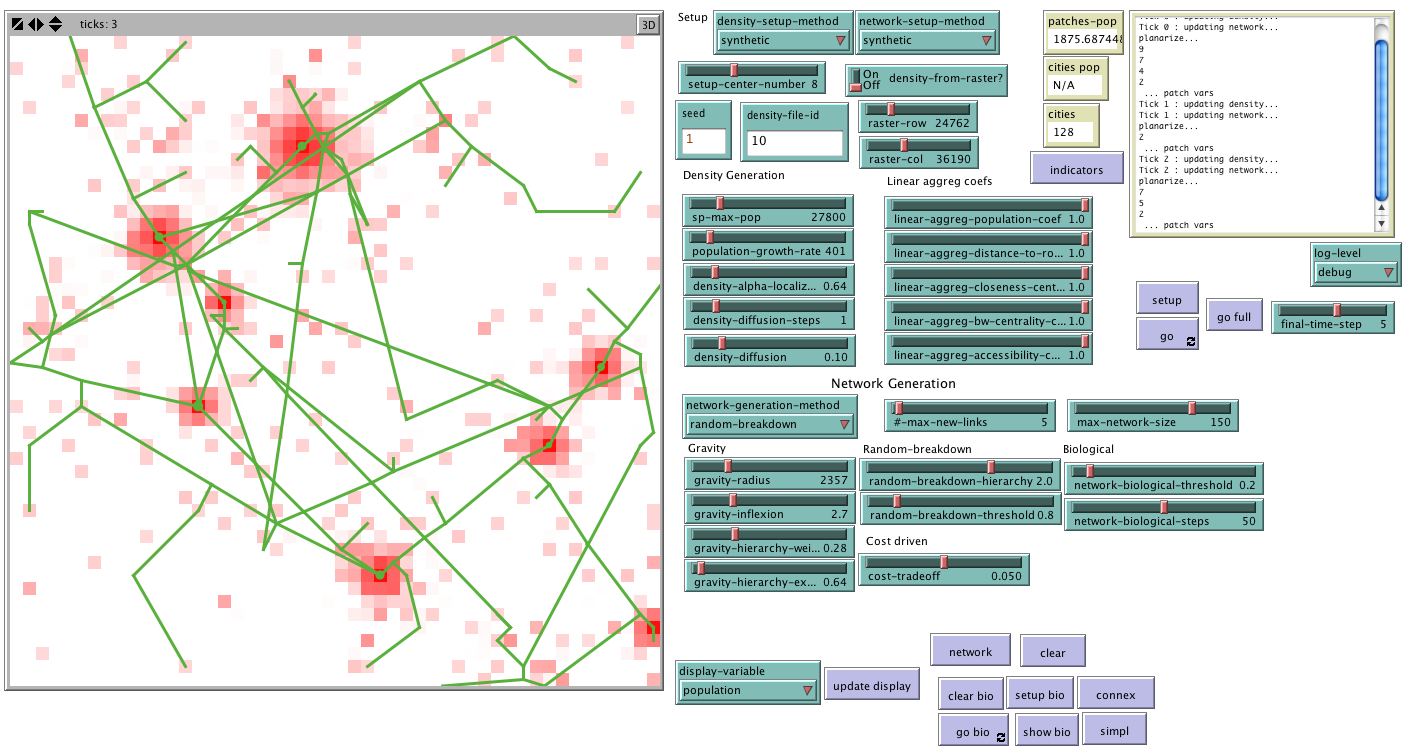 ticks: 3
3D
Setup
density-setup-method
synthetic
network-setup-method
synthetic
setup-center-number 8
On
Off
density-from-raster?
seed
1
density-file-id
10
raster-row 24762
raster-col 36190
patches-pop
cities pop
N/A
cities
128
indicators
Tick 0 : updating network...
planarize...
9
7
4
2
... patch vars
Tick 1 : updating density...
Tick 1 : updating network...
planarize...
2
... patch vars
Tick 2 : updating density...
Tick 2 : updating network...
planarize...
7
5
2
... patch vars
log-level
debug
setup
go
go full
final-time-step 5
Density Generation
sp-max-pop 27800
population-growth-rate 401
density-alpha-localiz... 0.64
density-diffusion-steps 1
density-diffusion 0.10
Linear aggreg coefs
linear-aggreg-population-coef 1.0
linear-aggreg-distance-to-ro... 1.0
linear-aggreg-closeness-cent... 1.0
linear-aggreg-bw-centrality-c... 1.0
linear-aggreg-accessibility-c... 1.0
Network Generation
network-generation-method
random-breakdown
#-max-new-links 5
max-network-size 150
Gravity
gravity-radius 2357
gravity-inflexion 2.7
gravity-hierarchy-wei... 0.28
gravity-hierarchy-ex... 0.64
Random-breakdown
random-breakdown-hierarchy 2.0
random-breakdown-threshold 0.8
Biological
network-biological-threshold 0.2
network-biological-steps 50
Cost driven
cost-tradeoff 0.050
display-variable
population
update display
network
clear
clear bio
setup bio
connex
go bio
show bio
simpl